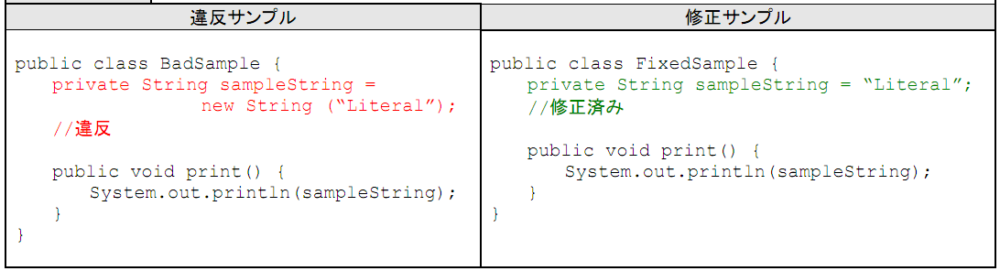 違反サンプル
public class BadSample {
private String sampleString =
new String (“Literal”);
//違反
public void print() {
System.out.println(sampleString);
}
}
修正サンプル
public class FixedSample {
private String sampleString = “Literal”;
//修正済み
public void print() {
System.out.println(sampleString);
}
}